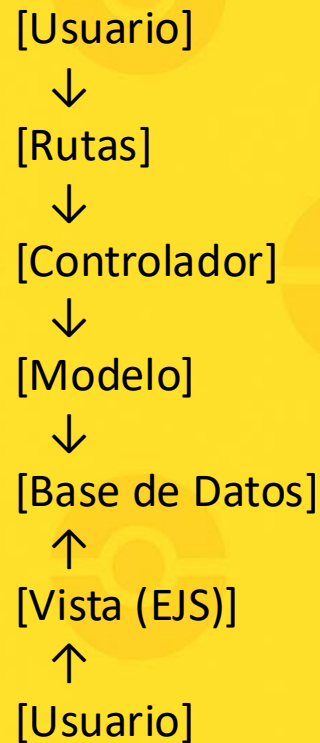 [Usuario]
↓
[Rutas]
↓
[Controlador]
↓
[Modelo]
↓
[Base de Datos]
↑
[Vista (EJS)]
↑
[Usuario]